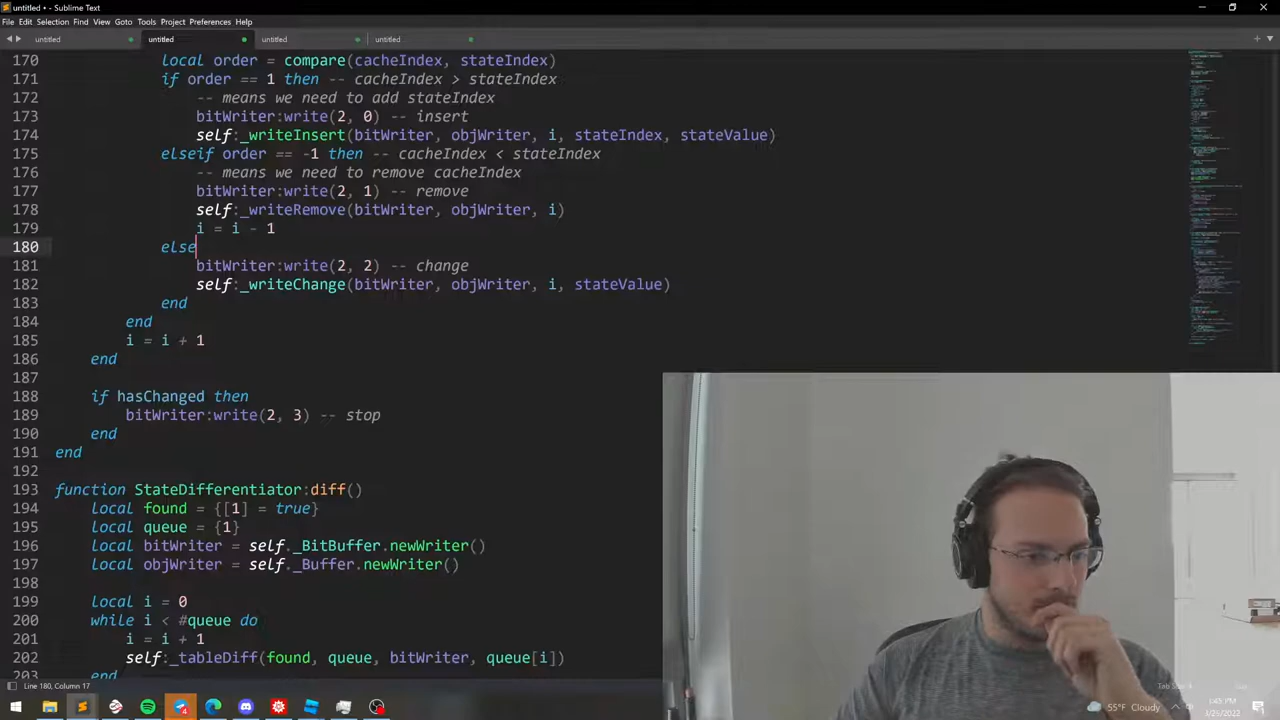 untitled • - Sublime Text
File Edit Selection Find View Goto Tools Project Preferences Help
untitled untitled untitled untitled
170 local order = compare(cacheIndex, stateIndex)
171 if order == 1 then -- cacheIndex > stateIndex
172 -- means we need to add stateIndex
173 bitWriter:write(2, 0) -- insert
174 self:_writeInsert(bitWriter, objWriter, i, stateIndex, stateValue)
175 elseif order == -1 then -- cacheIndex < stateIndex
176 -- means we need to remove cacheIndex
177 bitWriter:write(2, 1) -- remove
178 self:_writeRemove(bitWriter, objWriter, i)
179 i = i - 1
180 else
181 bitWriter:write(2, 2) -- change
182 self:_writeChange(bitWriter, objWriter, i, stateValue)
183 end
184 end
185 i = i + 1
186 end
187
188 if hasChanged then
189 bitWriter:write(2, 3) -- stop
190 end
191 end
192
193 function StateDifferentiator:diff()
194 local found = {[1] = true}
195 local queue = {1}
196 local bitWriter = self._BitBuffer.newWriter()
197 local objWriter = self._Buffer.newWriter()
198
199 local i = 0
200 while i < #queue do
201 i = i + 1
202 self:_tableDiff(found, queue, bitWriter, queue[i])
203 end
Line 180, Column 17
55°F Cloudy